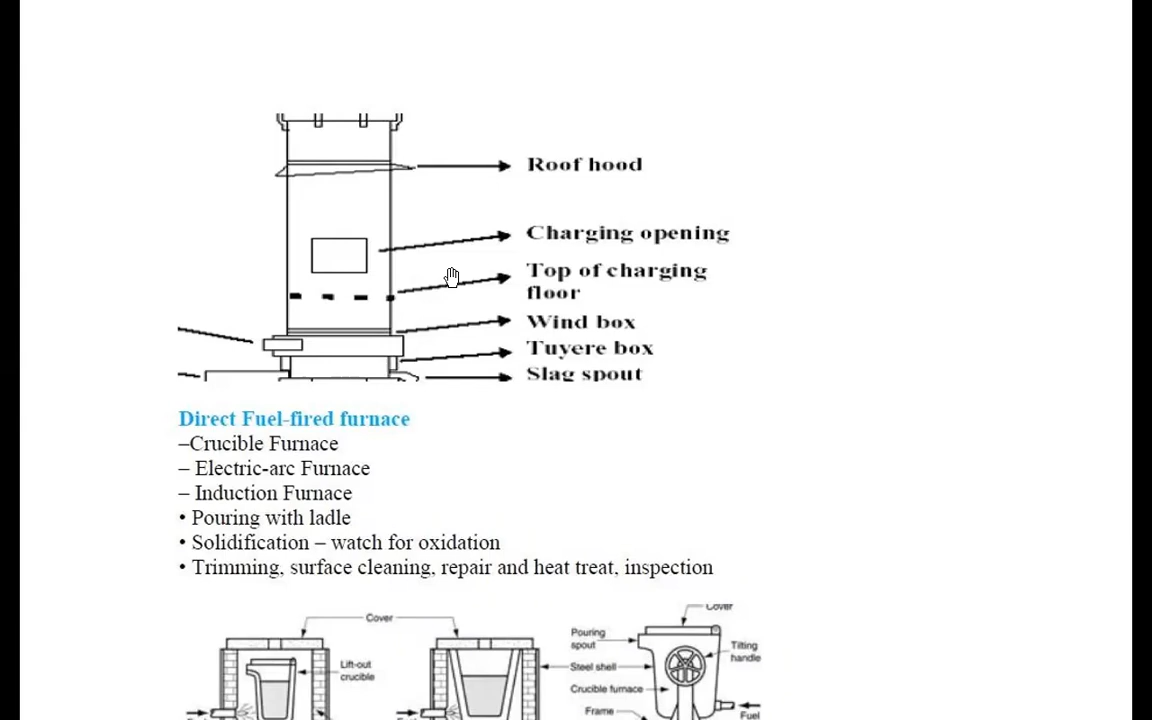 Roof hood
Charging opening
Top of charging
floor
Wind box
Tuyere box
Slag spout
Direct Fuel-fired furnace
–Crucible Furnace
– Electric-arc Furnace
– Induction Furnace
• Pouring with ladle
• Solidification – watch for oxidation
• Trimming, surface cleaning, repair and heat treat, inspection
Cover
Cover
Pouring
spout
Tilting
handle
Lift-out
crucible
Steel shell
Crucible furnace
Frame
Fuel